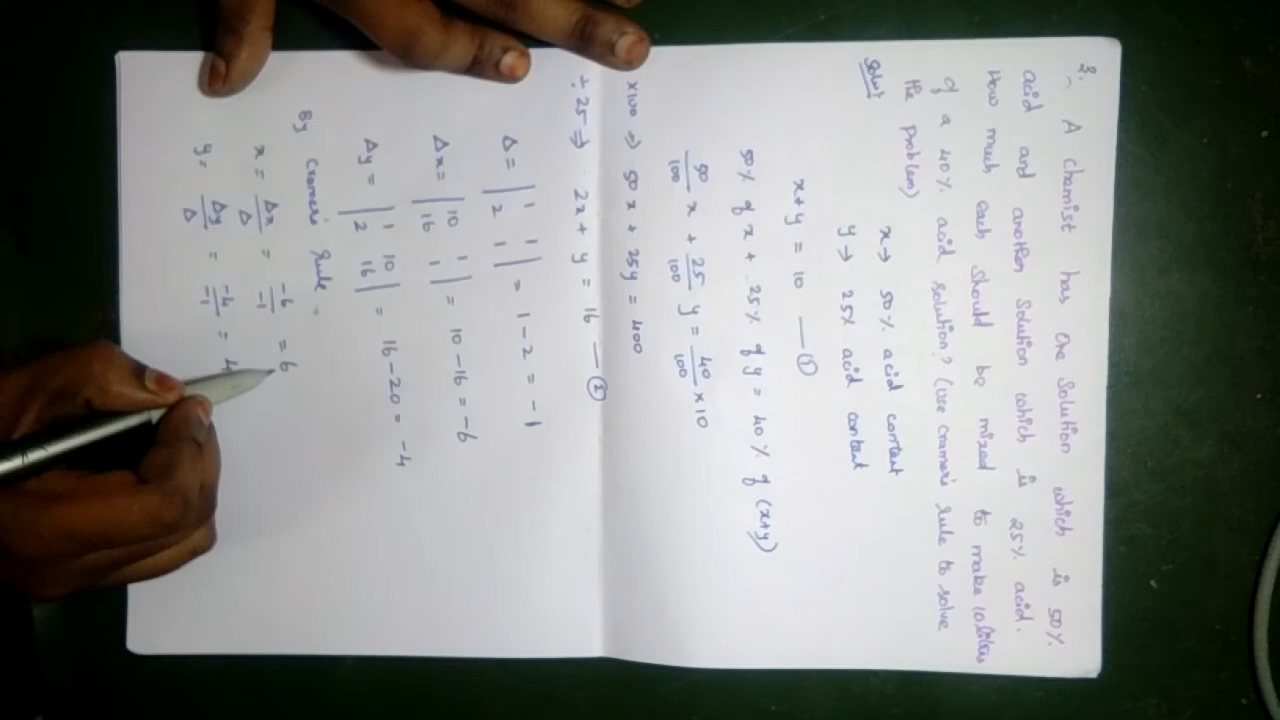 2. A chemist has one solution which is 50%
acid and another solution which is 25% acid.
How much each should be mixed to make 10 litres
of a 40% acid solution? (use cramer's rule to solve
the problem)
Solut
x → 50% acid content
y → 25% acid content
x+y = 10 —①
50% of x + 25% of y = 40% of (x+y)
50/100 x + 25/100 y = 40/100 × 10
×100 ⇒ 50x + 25y = 400
÷ 25 ⇒ 2x + y = 16 —②
Δ = | 1 1 |
| 2 1 | = 1 - 2 = -1
Δx = | 10 1 |
| 16 1 | = 10 - 16 = -6
Δy = | 1 10 |
| 2 16 | = 16 - 20 = -4
By cramer's rule,
x = Δx/Δ = -6/-1 = 6
y = Δy/Δ = -4/-1 = 4